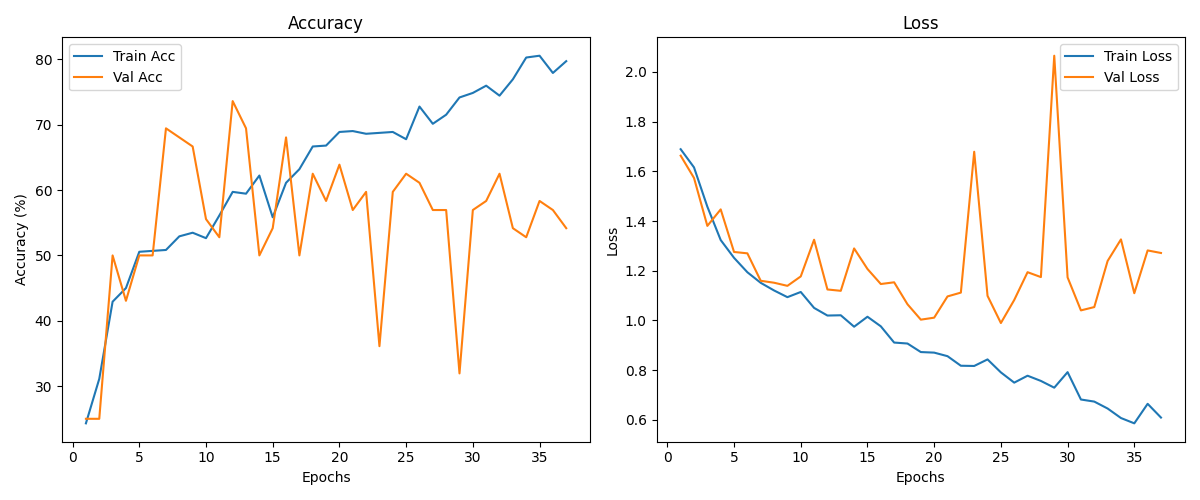 Accuracy
Train Acc
Val Acc
Accuracy (%)
80
70
60
50
40
30
0 5 10 15 20 25 30 35
Epochs
Loss
Train Loss
Val Loss
Loss
2.0
1.8
1.6
1.4
1.2
1.0
0.8
0.6
0 5 10 15 20 25 30 35
Epochs